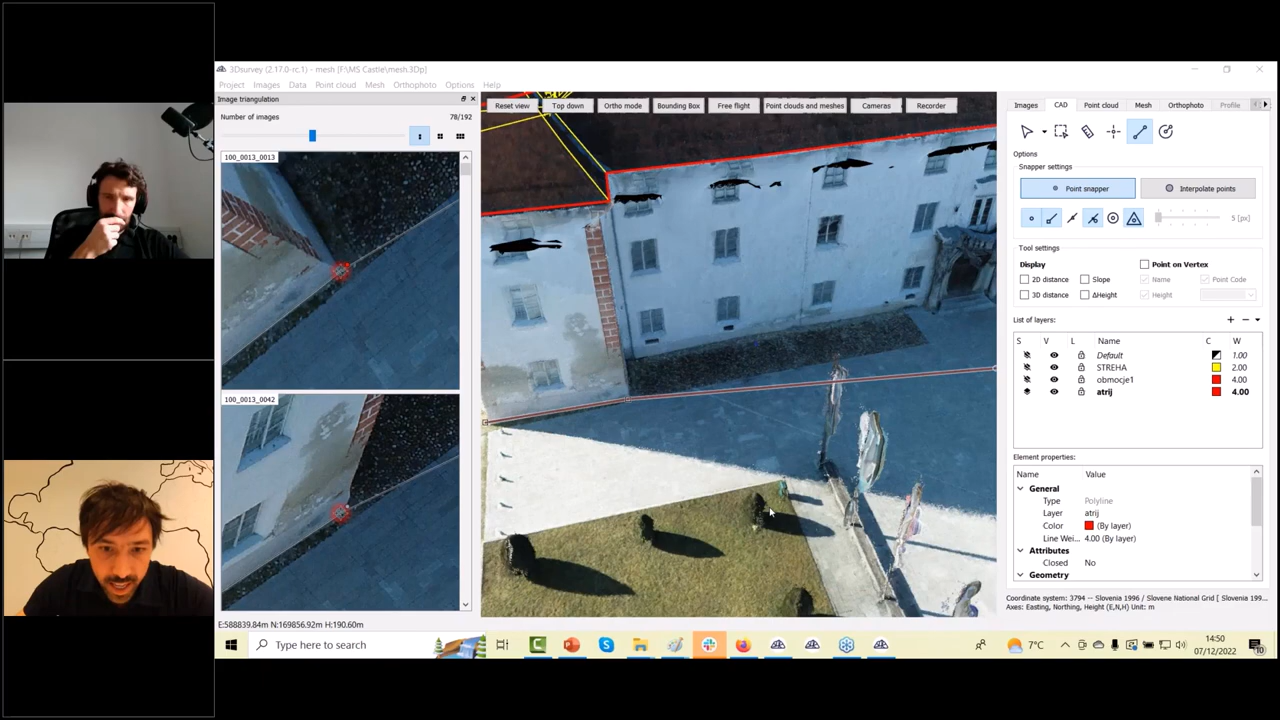 3Dsurvey (2.17.0-rc.1) - mesh [F:\MS Castle\mesh.3Dp]
Project Images Data Point cloud Mesh Orthophoto Options Help
Image triangulation
Number of images 78/192
100_0013_0013
100_0013_0042
Reset view Top down Ortho mode Bounding Box Free flight Point clouds and meshes Cameras Recorder
Images CAD Point cloud Mesh Orthophoto Profile
Options
Snapper settings
Point snapper Interpolate points
5 [px]
Tool settings
Display Point on Vertex
2D distance Slope Name Point Code
3D distance ΔHeight Height
List of layers:
S V L Name C W
Default 1.00
STREHA 2.00
obmocje1 4.00
atrij 4.00
Element properties:
Name Value
General
Type Polyline
Layer atrij
Color (By layer)
Line Wei... 4.00 (By layer)
Attributes
Closed No
Geometry
Coordinate system: 3794 -- Slovenia 1996 / Slovene National Grid [ Slovenia 199...
Axes: Easting, Northing, Height (E,N,H) Unit: m
E:588839.84m N:169856.92m H:190.60m
Type here to search
7°C
14:50
07/12/2022
10